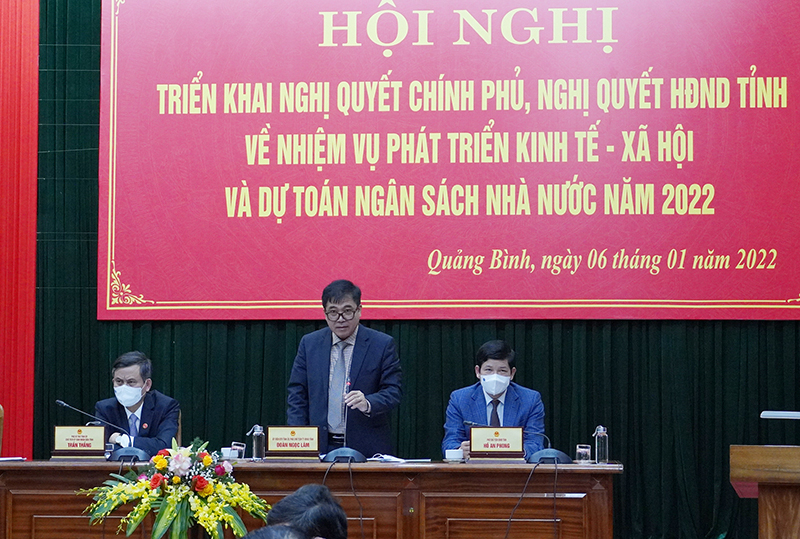 HỘI NGHỊ
TRIỂN KHAI NGHỊ QUYẾT CHÍNH PHỦ, NGHỊ QUYẾT HĐND TỈNH
VỀ NHIỆM VỤ PHÁT TRIỂN KINH TẾ - XÃ HỘI
VÀ DỰ TOÁN NGÂN SÁCH NHÀ NƯỚC NĂM 2022
Quảng Bình, ngày 06 tháng 01 năm 2022
TRẦN THẮNG
ĐOÀN NGỌC LÂM
HỒ AN PHONG